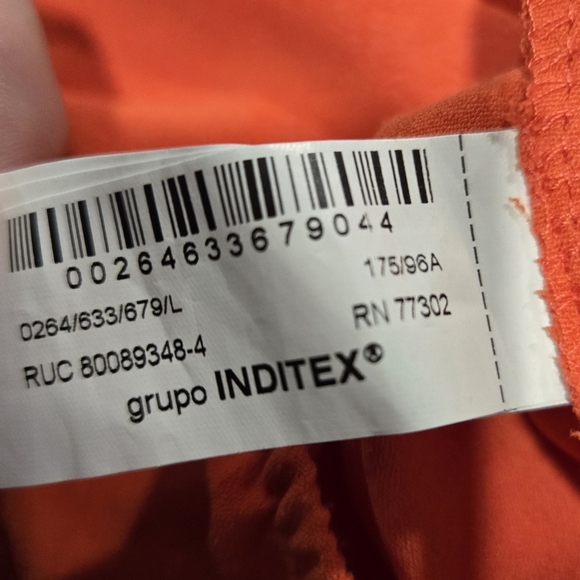 00264633679044
0264/633/679/L 175/96A
RUC 80089348-4 RN 77302
grupo INDITEX®